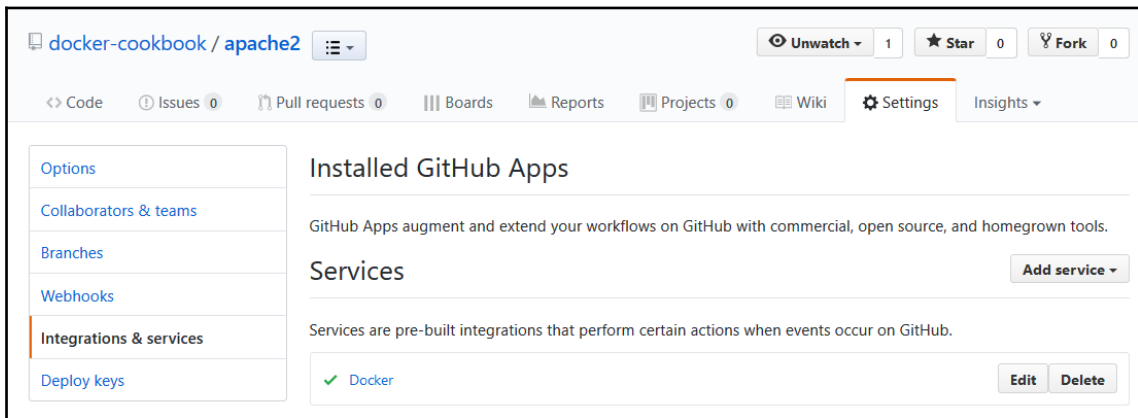 docker-cookbook / apache2
Unwatch 1 Star 0 Fork 0
Code Issues 0 Pull requests 0 Boards Reports Projects 0 Wiki Settings Insights
Options
Collaborators & teams
Branches
Webhooks
Integrations & services
Deploy keys
Installed GitHub Apps
GitHub Apps augment and extend your workflows on GitHub with commercial, open source, and homegrown tools.
Services Add service
Services are pre-built integrations that perform certain actions when events occur on GitHub.
Docker Edit Delete